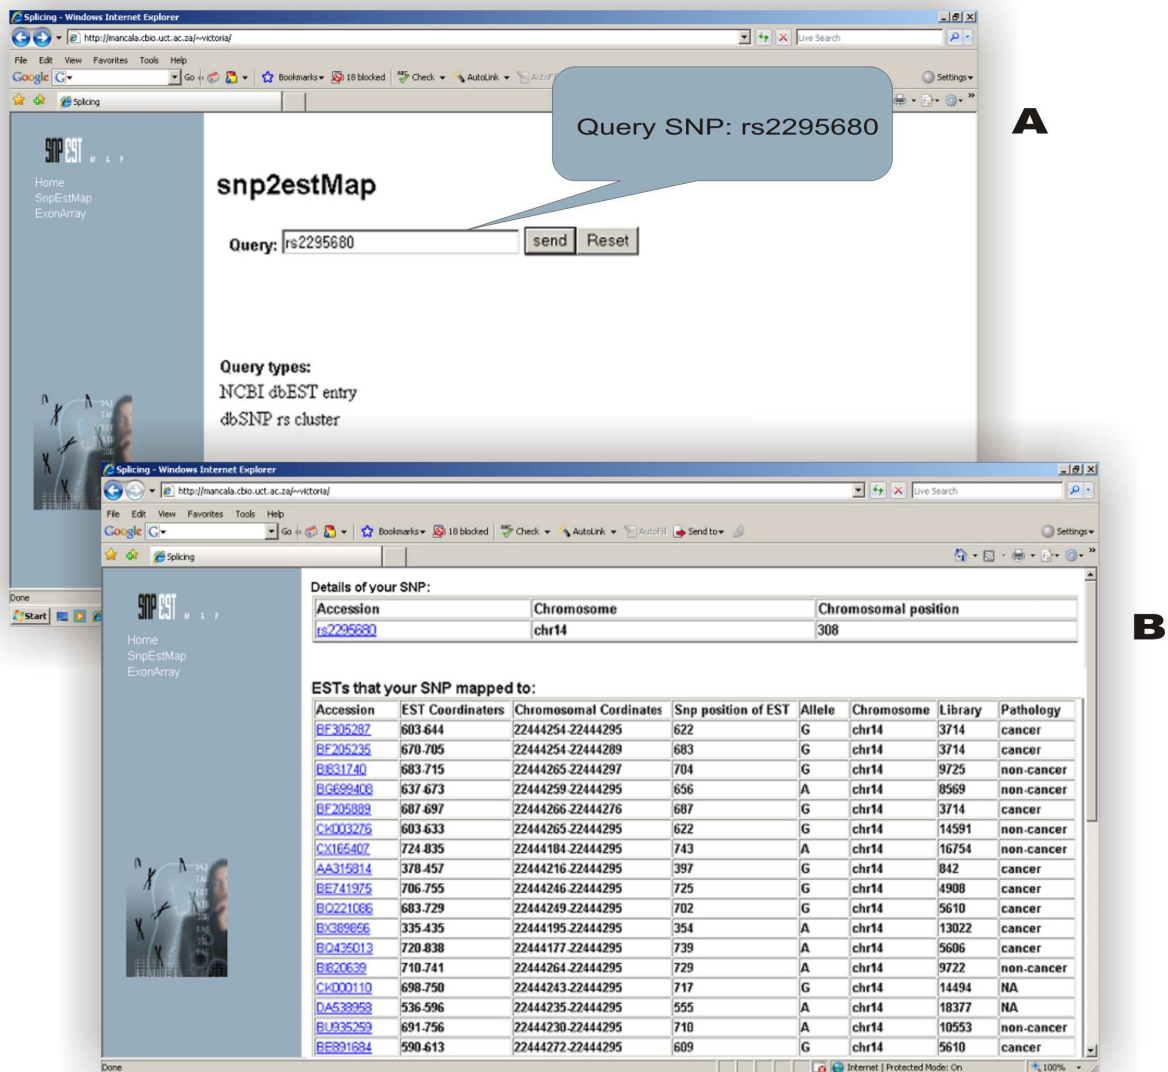 Splicing - Windows Internet Explorer
http://mancala.cbio.uct.ac.za/~victoria/
Live Search
File Edit View Favorites Tools Help
Google G Go Bookmarks 18 blocked Check AutoLink Settings
Splicing
Query SNP: rs2295680
A
SNP EST MAP
Home
SnpEstMap
ExonArray
snp2estMap
Query: rs2295680 send Reset
Query types:
NCBI dbEST entry
dbSNP rs cluster
Done
Start
Splicing - Windows Internet Explorer
http://mancala.cbio.uct.ac.za/~victoria/
Live Search
File Edit View Favorites Tools Help
Google G Go Bookmarks 18 blocked Check AutoLink AutoFill Send to Settings
Splicing
B
SNP EST MAP
Home
SnpEstMap
ExonArray
Details of your SNP:
Accession Chromosome Chromosomal position
rs2295680 chr14 308
ESTs that your SNP mapped to:
Accession EST Coordinaters Chromosomal Cordinates Snp position of EST Allele Chromosome Library Pathology
BF305287 603-644 22444254-22444295 622 G chr14 3714 cancer
BF205235 670-705 22444254-22444289 683 G chr14 3714 cancer
BI831740 683-715 22444265-22444297 704 G chr14 9725 non-cancer
BG699408 637-673 22444259-22444295 656 A chr14 8569 non-cancer
BF205889 687-697 22444266-22444276 687 G chr14 3714 cancer
CK003276 603-633 22444265-22444295 622 G chr14 14591 non-cancer
CX165407 724-835 22444184-22444295 743 A chr14 16754 non-cancer
AA315814 378-457 22444216-22444295 397 G chr14 842 cancer
BE741975 706-755 22444246-22444295 725 G chr14 4908 cancer
BQ221086 683-729 22444249-22444295 702 G chr14 5610 cancer
BX389856 335-435 22444195-22444295 354 A chr14 13022 cancer
BQ435013 720-838 22444177-22444295 739 A chr14 5606 cancer
BI820639 710-741 22444264-22444295 729 A chr14 9722 non-cancer
CK000110 698-750 22444243-22444295 717 G chr14 14494 NA
DA538958 536-596 22444235-22444295 555 A chr14 18377 NA
BU935259 691-756 22444230-22444295 710 A chr14 10553 non-cancer
BE891684 590-613 22444272-22444295 609 G chr14 5610 cancer
Done Internet | Protected Mode: On 100%